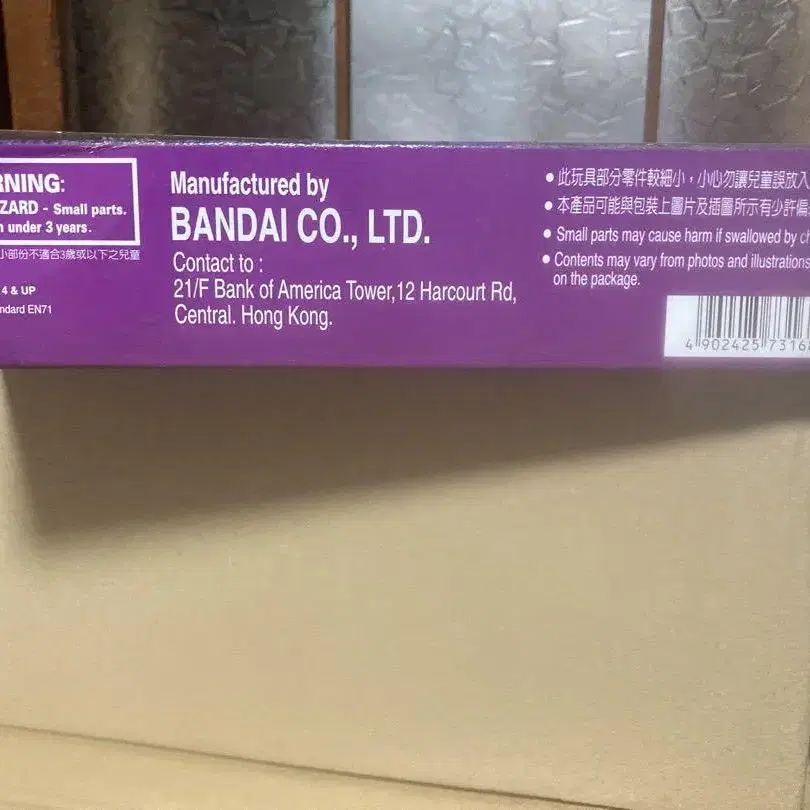 RNING:
ZARD - Small parts.
n under 3 years.
小部份不適合3歲或以下之兒童
4 & UP
ndard EN71
Manufactured by
BANDAI CO., LTD.
Contact to :
21/F Bank of America Tower,12 Harcourt Rd,
Central. Hong Kong.
● 此玩具部分零件較細小，小心勿讓兒童誤放入
● 本產品可能與包裝上圖片及插圖所示有少許偏
● Small parts may cause harm if swallowed by ch
● Contents may vary from photos and illustrations
on the package.
4 902425 7316